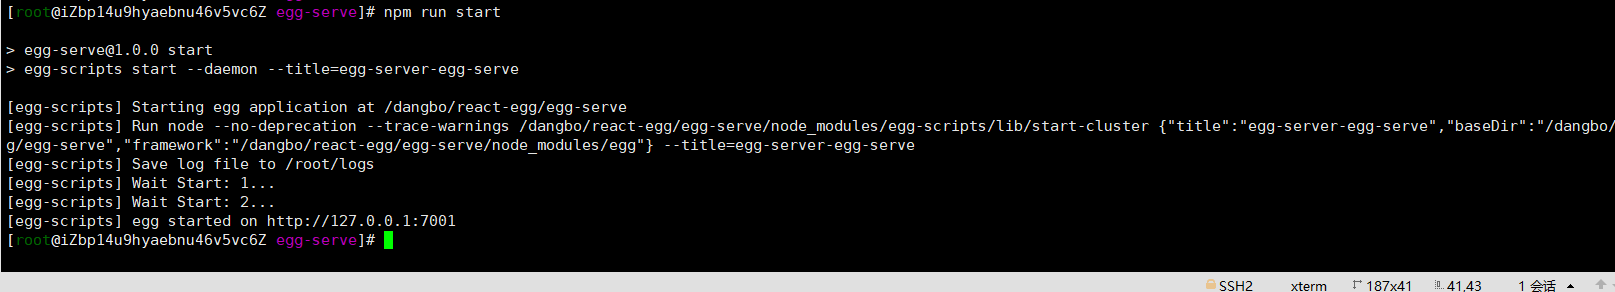 [root@iZbp14u9hyaebnu46v5vc6Z egg-serve]# npm run start
> egg-serve@1.0.0 start
> egg-scripts start --daemon --title=egg-server-egg-serve
[egg-scripts] Starting egg application at /dangbo/react-egg/egg-serve
[egg-scripts] Run node --no-deprecation --trace-warnings /dangbo/react-egg/egg-serve/node_modules/egg-scripts/lib/start-cluster {"title":"egg-server-egg-serve","baseDir":"/dangbo/
g/egg-serve","framework":"/dangbo/react-egg/egg-serve/node_modules/egg"} --title=egg-server-egg-serve
[egg-scripts] Save log file to /root/logs
[egg-scripts] Wait Start: 1...
[egg-scripts] Wait Start: 2...
[egg-scripts] egg started on http://127.0.0.1:7001
[root@iZbp14u9hyaebnu46v5vc6Z egg-serve]#
SSH2 xterm 187x41 41,43 1 会话